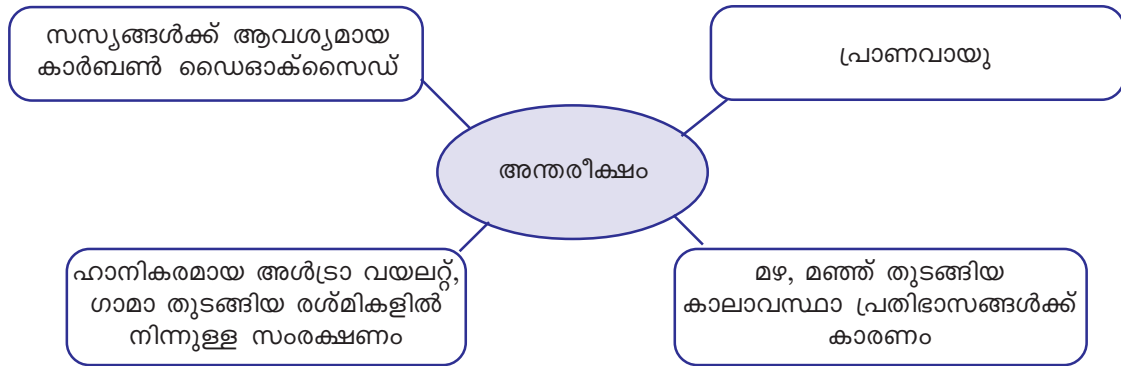 സസ്യങ്ങൾക്ക് ആവശ്യമായ
കാർബൺ ഡൈഓക്സൈഡ്
പ്രാണവായു
അന്തരീക്ഷം
ഹാനികരമായ അൾട്രാ വയലറ്റ്,
ഗാമാ തുടങ്ങിയ രശ്മികളിൽ
നിന്നുള്ള സംരക്ഷണം
മഴ, മഞ്ഞ് തുടങ്ങിയ
കാലാവസ്ഥാ പ്രതിഭാസങ്ങൾക്ക്
കാരണം